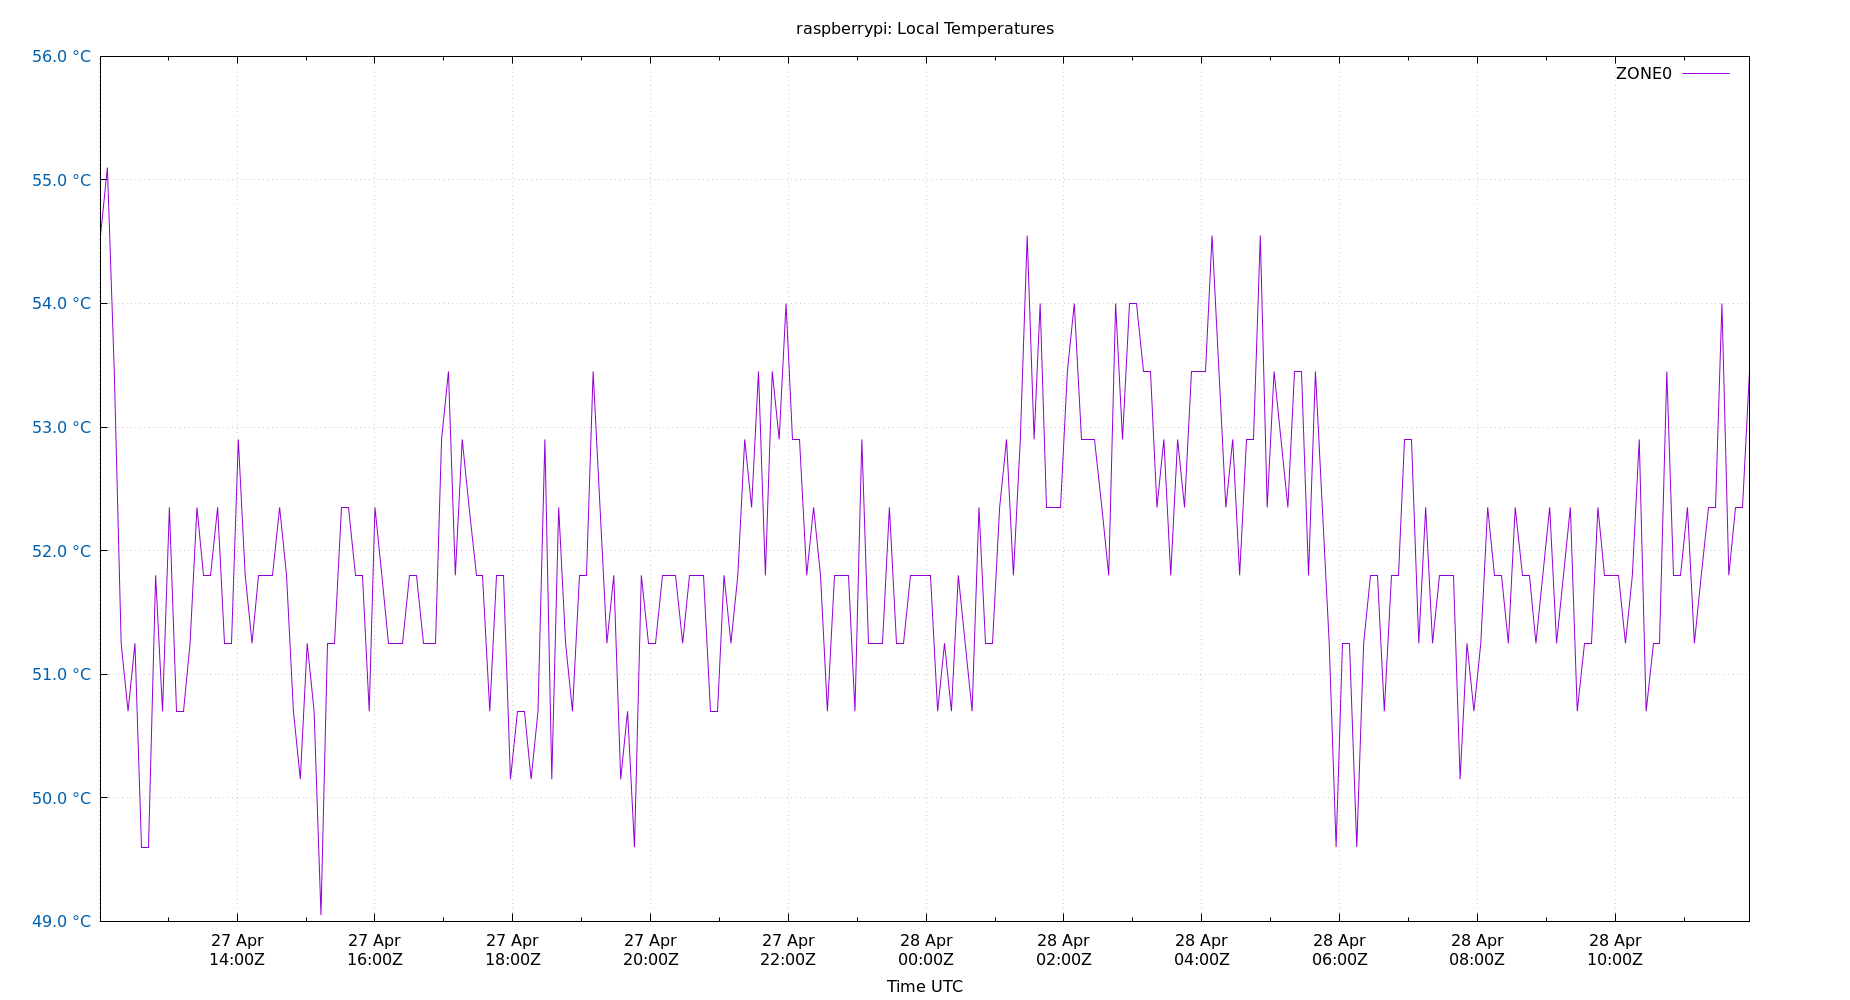 raspberrypi: Local Temperatures
56.0 °C
ZONE0
55.0 °C
54.0 °C
53.0 °C
52.0 °C
51.0 °C
50.0 °C
49.0 °C
27 Apr 27 Apr 27 Apr 27 Apr 27 Apr 28 Apr 28 Apr 28 Apr 28 Apr 28 Apr 28 Apr
14:00Z 16:00Z 18:00Z 20:00Z 22:00Z 00:00Z 02:00Z 04:00Z 06:00Z 08:00Z 10:00Z
Time UTC